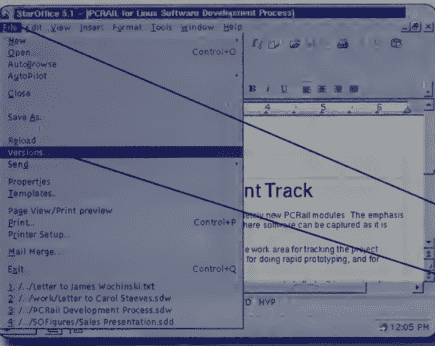 StarOffice 5.1 - [PCRAIL for Linux Software Development Process]
File Edit View Insert Format Tools Window Help
New
Open... Control+O
AutoBrowse
AutoPilot
Close
Save As...
Reload
Versions...
Send
Properties
Templates...
Page View/Print preview
Print... Control+P
Printer Setup...
Mail Merge...
Exit Control+Q
1: /../Letter to James Wochinski.txt
2: /../work/Letter to Carol Steeves.sdw
3: /../PCRail Development Process.sdw
4: /../SOFigures/Sales Presentation.sdd
B i U
4 5 6
nt Track
new PCRail modules. The emphasis
here software can be captured as it is
e work area for tracking the project
for doing rapid prototyping, and for
HYP
12:05 PM